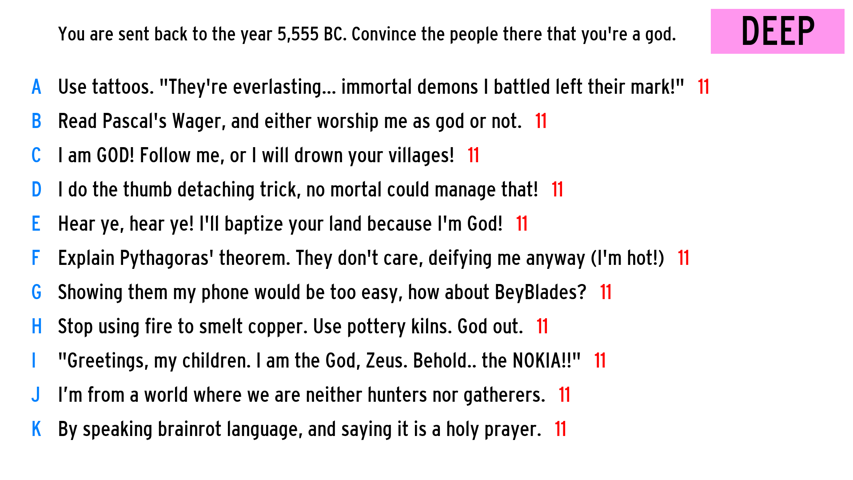 You are sent back to the year 5,555 BC. Convince the people there that you're a god. DEEP
A Use tattoos. "They're everlasting... immortal demons I battled left their mark!" 11
B Read Pascal's Wager, and either worship me as god or not. 11
C I am GOD! Follow me, or I will drown your villages! 11
D I do the thumb detaching trick, no mortal could manage that! 11
E Hear ye, hear ye! I'll baptize your land because I'm God! 11
F Explain Pythagoras' theorem. They don't care, deifying me anyway (I'm hot!) 11
G Showing them my phone would be too easy, how about BeyBlades? 11
H Stop using fire to smelt copper. Use pottery kilns. God out. 11
I "Greetings, my children. I am the God, Zeus. Behold.. the NOKIA!!" 11
J I’m from a world where we are neither hunters nor gatherers. 11
K By speaking brainrot language, and saying it is a holy prayer. 11